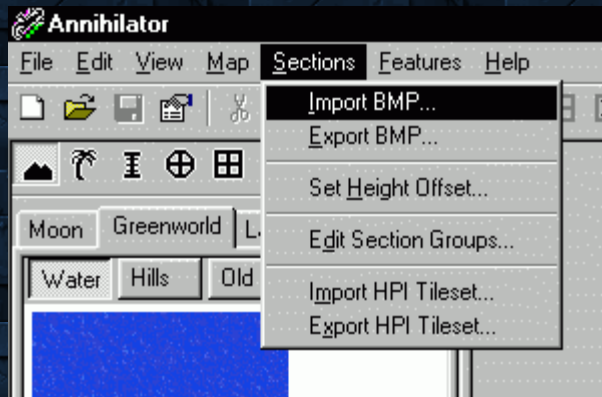 Annihilator
File Edit View Map Sections Features Help
Import BMP...
Export BMP...
Set Height Offset...
Moon Greenworld
Edit Section Groups...
Water Hills Old
Import HPI Tileset...
Export HPI Tileset...